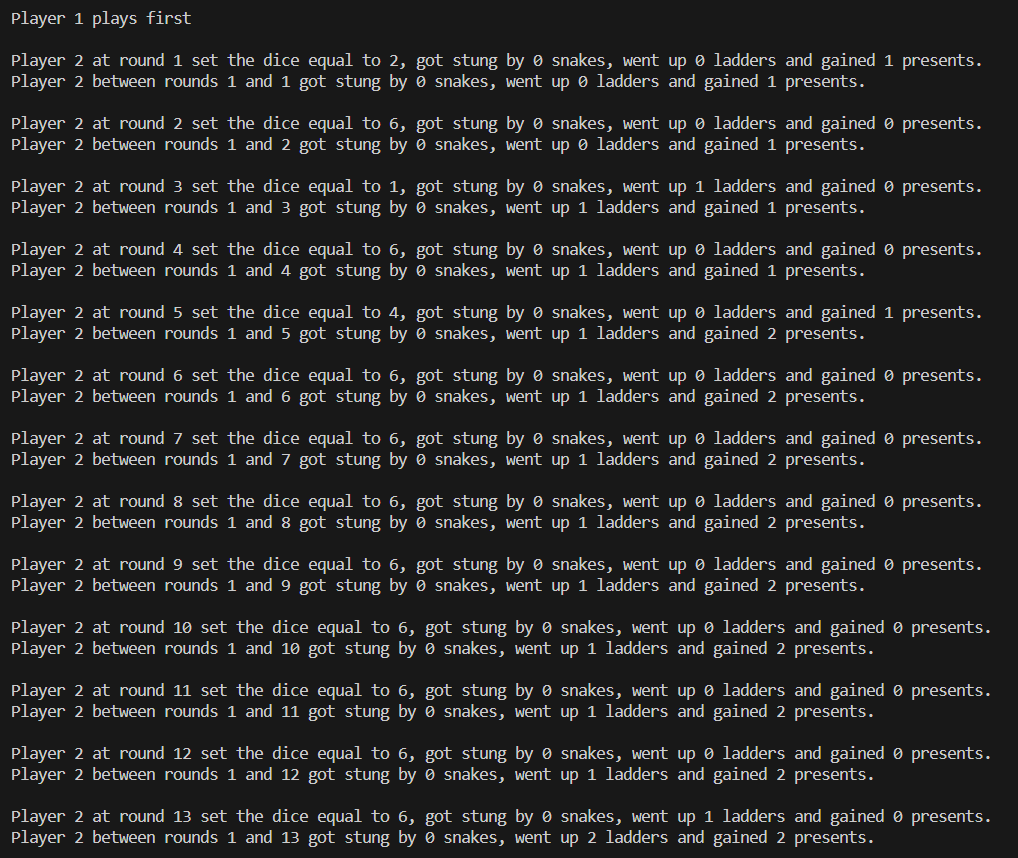 Player 1 plays first
Player 2 at round 1 set the dice equal to 2, got stung by 0 snakes, went up 0 ladders and gained 1 presents.
Player 2 between rounds 1 and 1 got stung by 0 snakes, went up 0 ladders and gained 1 presents.
Player 2 at round 2 set the dice equal to 6, got stung by 0 snakes, went up 0 ladders and gained 0 presents.
Player 2 between rounds 1 and 2 got stung by 0 snakes, went up 0 ladders and gained 1 presents.
Player 2 at round 3 set the dice equal to 1, got stung by 0 snakes, went up 1 ladders and gained 0 presents.
Player 2 between rounds 1 and 3 got stung by 0 snakes, went up 1 ladders and gained 1 presents.
Player 2 at round 4 set the dice equal to 6, got stung by 0 snakes, went up 0 ladders and gained 0 presents.
Player 2 between rounds 1 and 4 got stung by 0 snakes, went up 1 ladders and gained 1 presents.
Player 2 at round 5 set the dice equal to 4, got stung by 0 snakes, went up 0 ladders and gained 1 presents.
Player 2 between rounds 1 and 5 got stung by 0 snakes, went up 1 ladders and gained 2 presents.
Player 2 at round 6 set the dice equal to 6, got stung by 0 snakes, went up 0 ladders and gained 0 presents.
Player 2 between rounds 1 and 6 got stung by 0 snakes, went up 1 ladders and gained 2 presents.
Player 2 at round 7 set the dice equal to 6, got stung by 0 snakes, went up 0 ladders and gained 0 presents.
Player 2 between rounds 1 and 7 got stung by 0 snakes, went up 1 ladders and gained 2 presents.
Player 2 at round 8 set the dice equal to 6, got stung by 0 snakes, went up 0 ladders and gained 0 presents.
Player 2 between rounds 1 and 8 got stung by 0 snakes, went up 1 ladders and gained 2 presents.
Player 2 at round 9 set the dice equal to 6, got stung by 0 snakes, went up 0 ladders and gained 0 presents.
Player 2 between rounds 1 and 9 got stung by 0 snakes, went up 1 ladders and gained 2 presents.
Player 2 at round 10 set the dice equal to 6, got stung by 0 snakes, went up 0 ladders and gained 0 presents.
Player 2 between rounds 1 and 10 got stung by 0 snakes, went up 1 ladders and gained 2 presents.
Player 2 at round 11 set the dice equal to 6, got stung by 0 snakes, went up 0 ladders and gained 0 presents.
Player 2 between rounds 1 and 11 got stung by 0 snakes, went up 1 ladders and gained 2 presents.
Player 2 at round 12 set the dice equal to 6, got stung by 0 snakes, went up 0 ladders and gained 0 presents.
Player 2 between rounds 1 and 12 got stung by 0 snakes, went up 1 ladders and gained 2 presents.
Player 2 at round 13 set the dice equal to 6, got stung by 0 snakes, went up 1 ladders and gained 0 presents.
Player 2 between rounds 1 and 13 got stung by 0 snakes, went up 2 ladders and gained 2 presents.